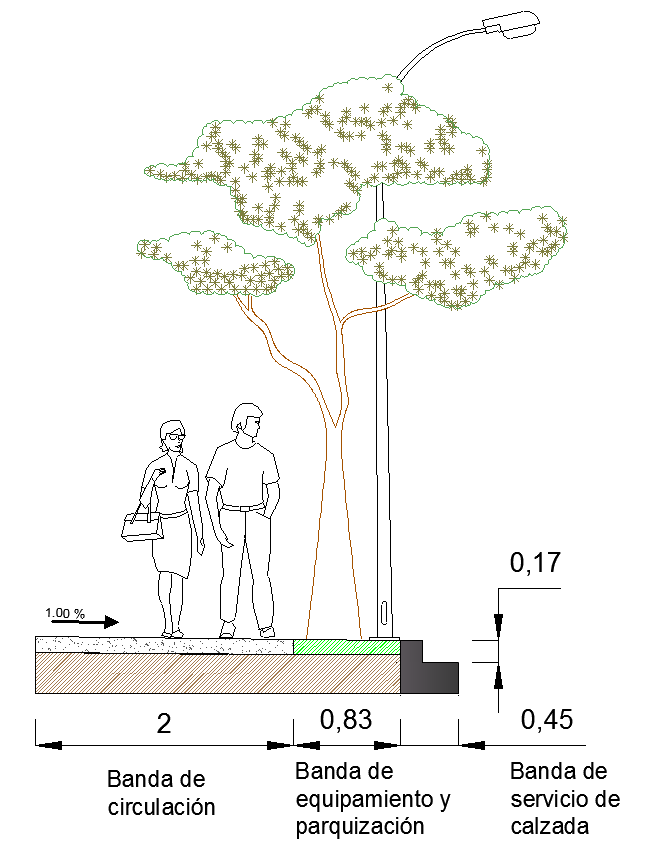 0,17
1.00 %
2
0,83
0,45
Banda de
circulación
Banda de
equipamiento y
parquización
Banda de
servicio de
calzada